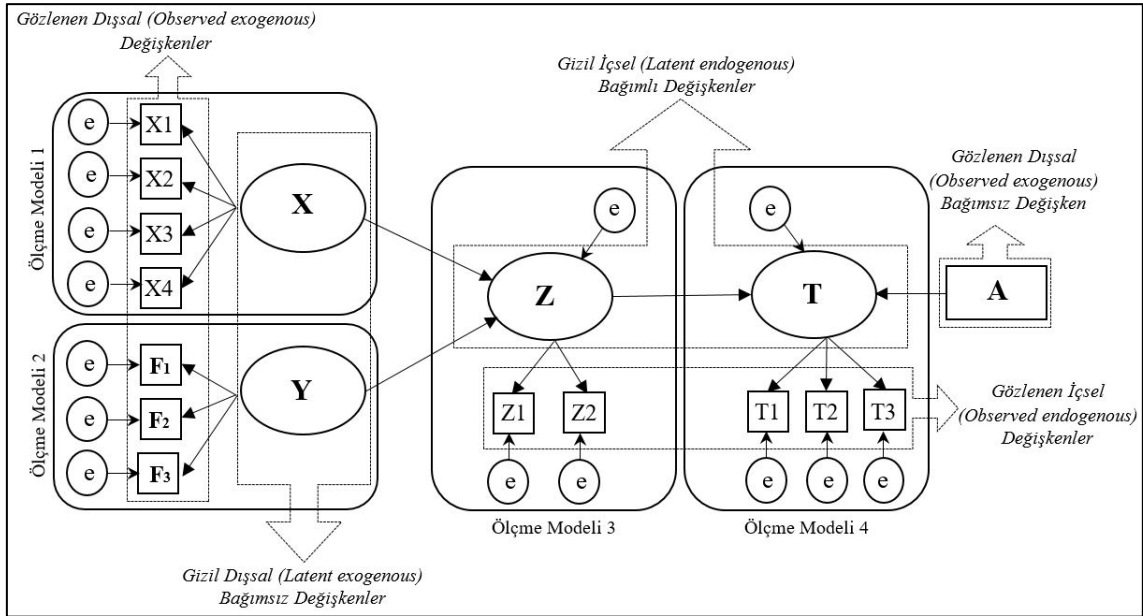 Gözlenen Dışsal (Observed exogenous)
Değişkenler
Gizil İçsel (Latent endogenous)
Bağımlı Değişkenler
Gözlenen Dışsal
(Observed exogenous)
Bağımsız Değişken
Ölçme Modeli 1
e
X1
e
X2
e
X3
e
X4
X
Ölçme Modeli 2
e
F1
e
F2
e
F3
Y
e
Z
Z1
Z2
e
e
Ölçme Modeli 3
e
T
T1
T2
T3
e
e
e
Ölçme Modeli 4
A
Gözlenen İçsel
(Observed endogenous)
Değişkenler
Gizil Dışsal (Latent exogenous)
Bağımsız Değişkenler